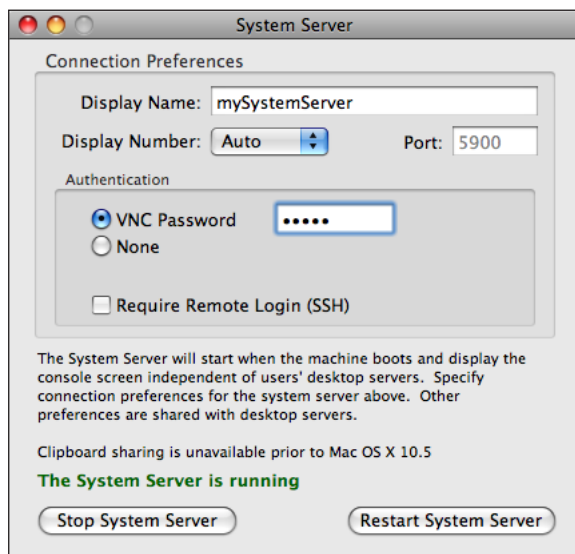 System Server
Connection Preferences
Display Name: mySystemServer
Display Number: Auto Port: 5900
Authentication
VNC Password •••••
None
Require Remote Login (SSH)
The System Server will start when the machine boots and display the
console screen independent of users' desktop servers.  Specify
connection preferences for the system server above.  Other
preferences are shared with desktop servers.
Clipboard sharing is unavailable prior to Mac OS X 10.5
The System Server is running
Stop System Server Restart System Server